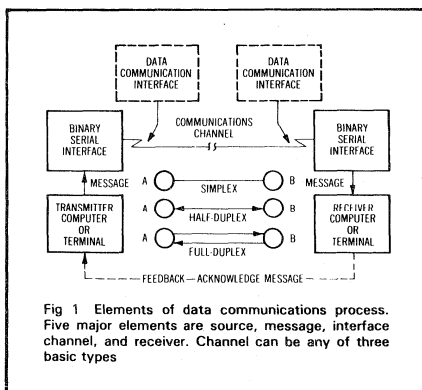 DATA
COMMUNICATION
INTERFACE
DATA
COMMUNICATION
INTERFACE
BINARY
SERIAL
INTERFACE
COMMUNICATIONS
CHANNEL
BINARY
SERIAL
INTERFACE
MESSAGE
A
B
MESSAGE
SIMPLEX
TRANSMITTER
COMPUTER
OR
TERMINAL
A
B
HALF-DUPLEX
RECEIVER
COMPUTER
OR
TERMINAL
A
B
FULL-DUPLEX
FEEDBACK—ACKNOWLEDGE MESSAGE
Fig 1 Elements of data communications process.
Five major elements are source, message, interface
channel, and receiver. Channel can be any of three
basic types